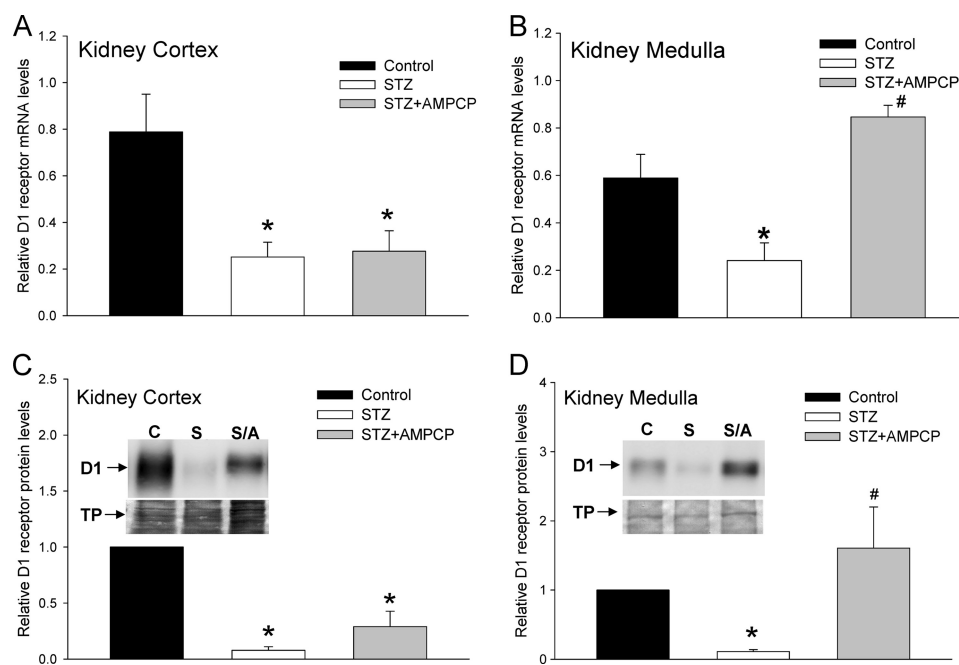 A
Kidney Cortex
Relative D1 receptor mRNA levels
1.2
1.0
0.8
0.6
0.4
0.2
0.0
Control
STZ
STZ+AMPCP
*
*
B
Kidney Medulla
Relative D1 receptor mRNA levels
1.2
1.0
0.8
0.6
0.4
0.2
0.0
Control
STZ
STZ+AMPCP
*
#
C
Kidney Cortex
Relative D1 receptor protein levels
2.5
2.0
1.5
1.0
0.5
0.0
Control
STZ
STZ+AMPCP
C S S/A
D1
TP
*
*
D
Kidney Medulla
Relative D1 receptor protein levels
4
3
2
1
0
Control
STZ
STZ+AMPCP
C S S/A
D1
TP
*
#